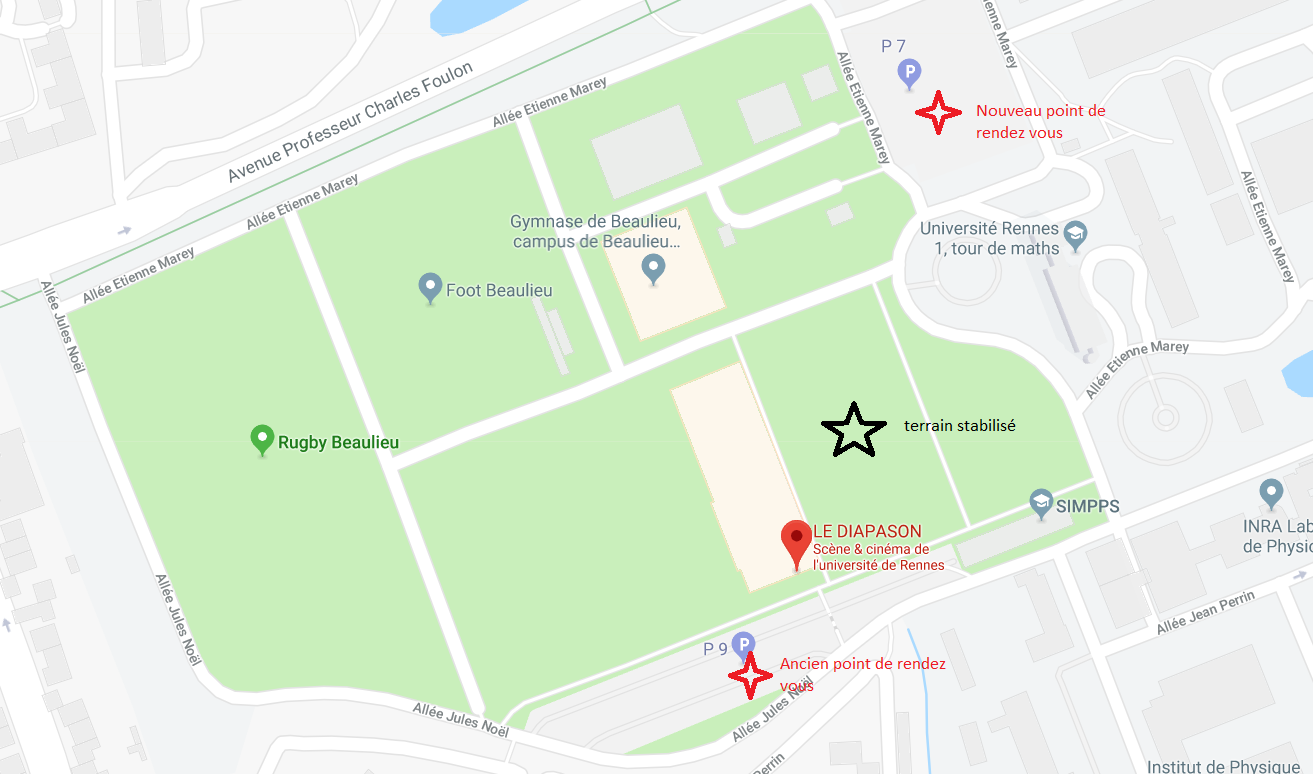 P 7
Allée Etienne Marey
Avenue Professeur Charles Foulon
Allée Etienne Marey
Allée Etienne Marey
Nouveau point de
rendez vous
Allée Etienne Marey
Allée Etienne Marey
Allée Etienne Marey
Gymnase de Beaulieu,
campus de Beaulieu...
Université Rennes
1, tour de maths
Foot Beaulieu
Allée Jules Noël
Allée Etienne Marey
Rugby Beaulieu
terrain stabilisé
SIMPPS
LE DIAPASON
Scène & cinéma de
l'université de Rennes
INRA Lab
de Physic
Allée Jean Perrin
Allée Jules Noël
P 9
Ancien point de rendez
vous
Allée Jules Noël
Allée Jules Noël
Perrin
Institut de Physique